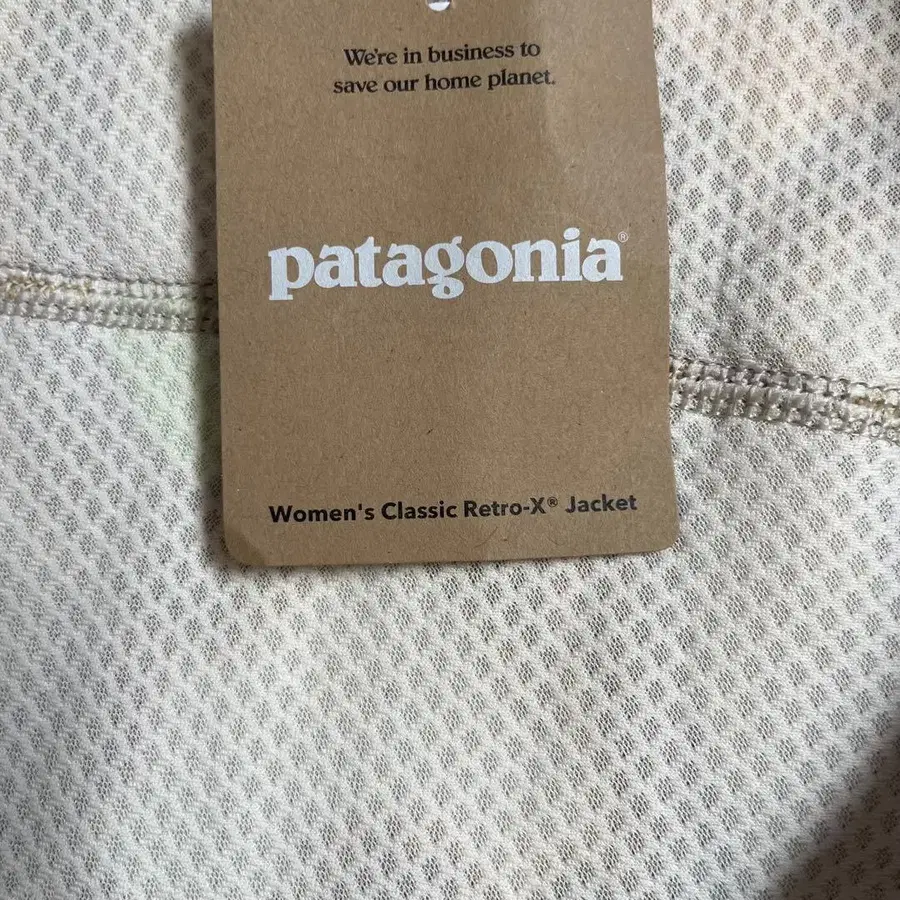 We're in business to
save our home planet.
patagonia®
Women's Classic Retro-X® Jacket